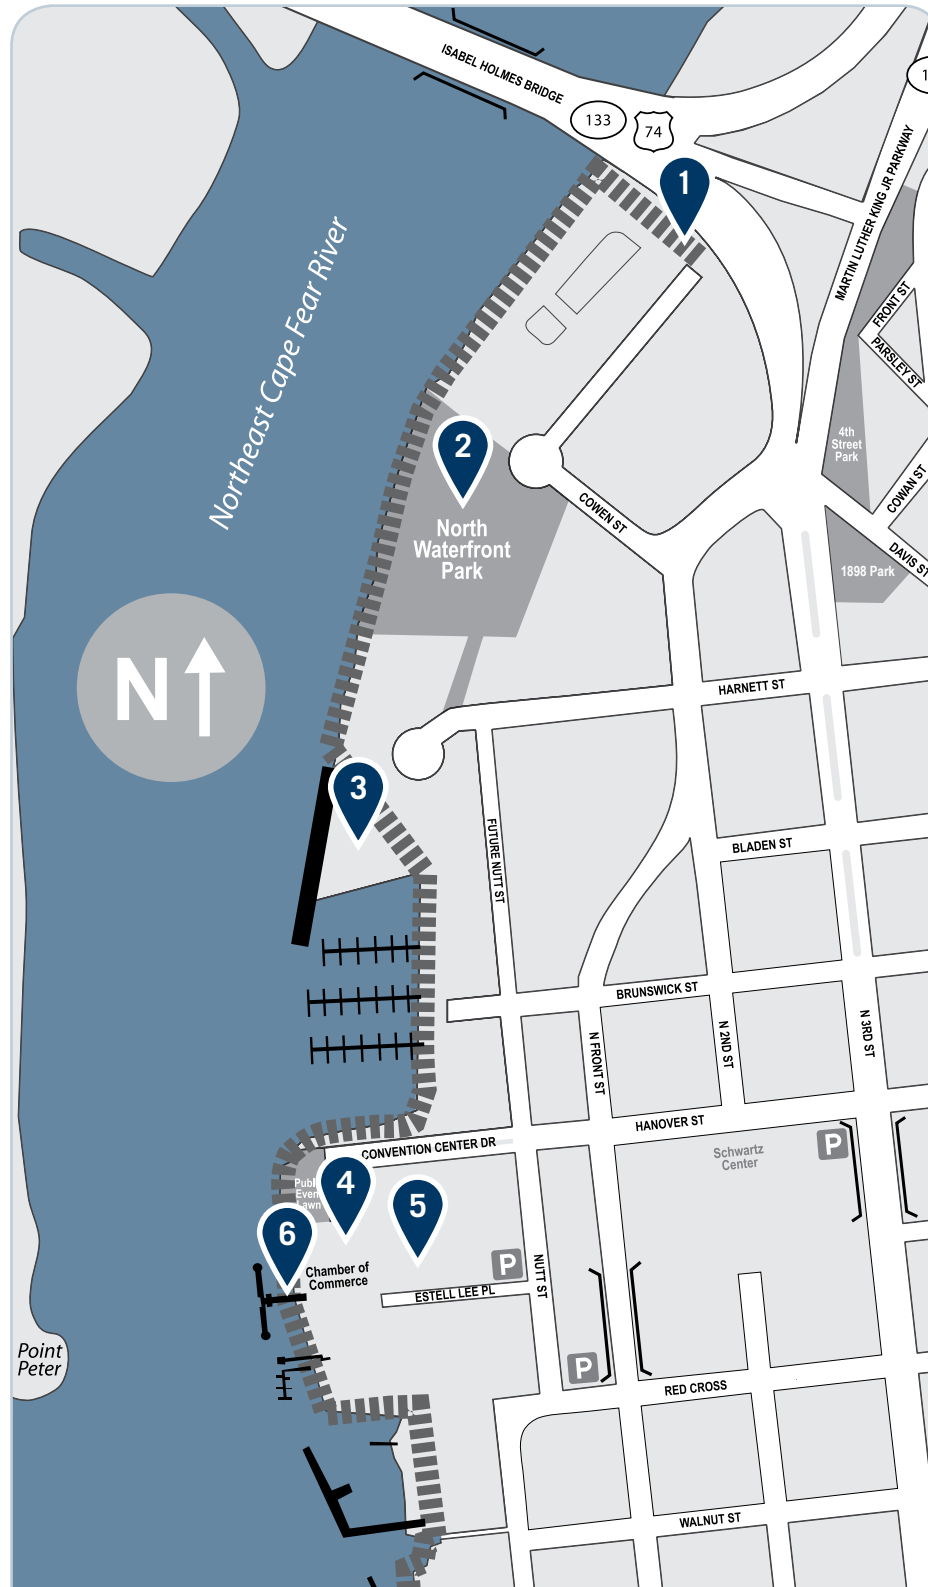 ISABEL HOLMES BRIDGE
133
74
1
MARTIN LUTHER KING JR PARKWAY
1
Northeast Cape Fear River
FRONT ST
PARSLEY ST
4th
Street
Park
COWAN ST
DAVIS ST
1898 Park
2
North
Waterfront
Park
COWEN ST
N
HARNETT ST
3
FUTURE NUTT ST
BLADEN ST
BRUNSWICK ST
N FRONT ST
N 2ND ST
N 3RD ST
HANOVER ST
CONVENTION CENTER DR
Schwartz
Center
P
4
5
6
Even
Lawn
Chamber of
Commerce
P
NUTT ST
ESTELL LEE PL
P
Point
Peter
RED CROSS
WALNUT ST